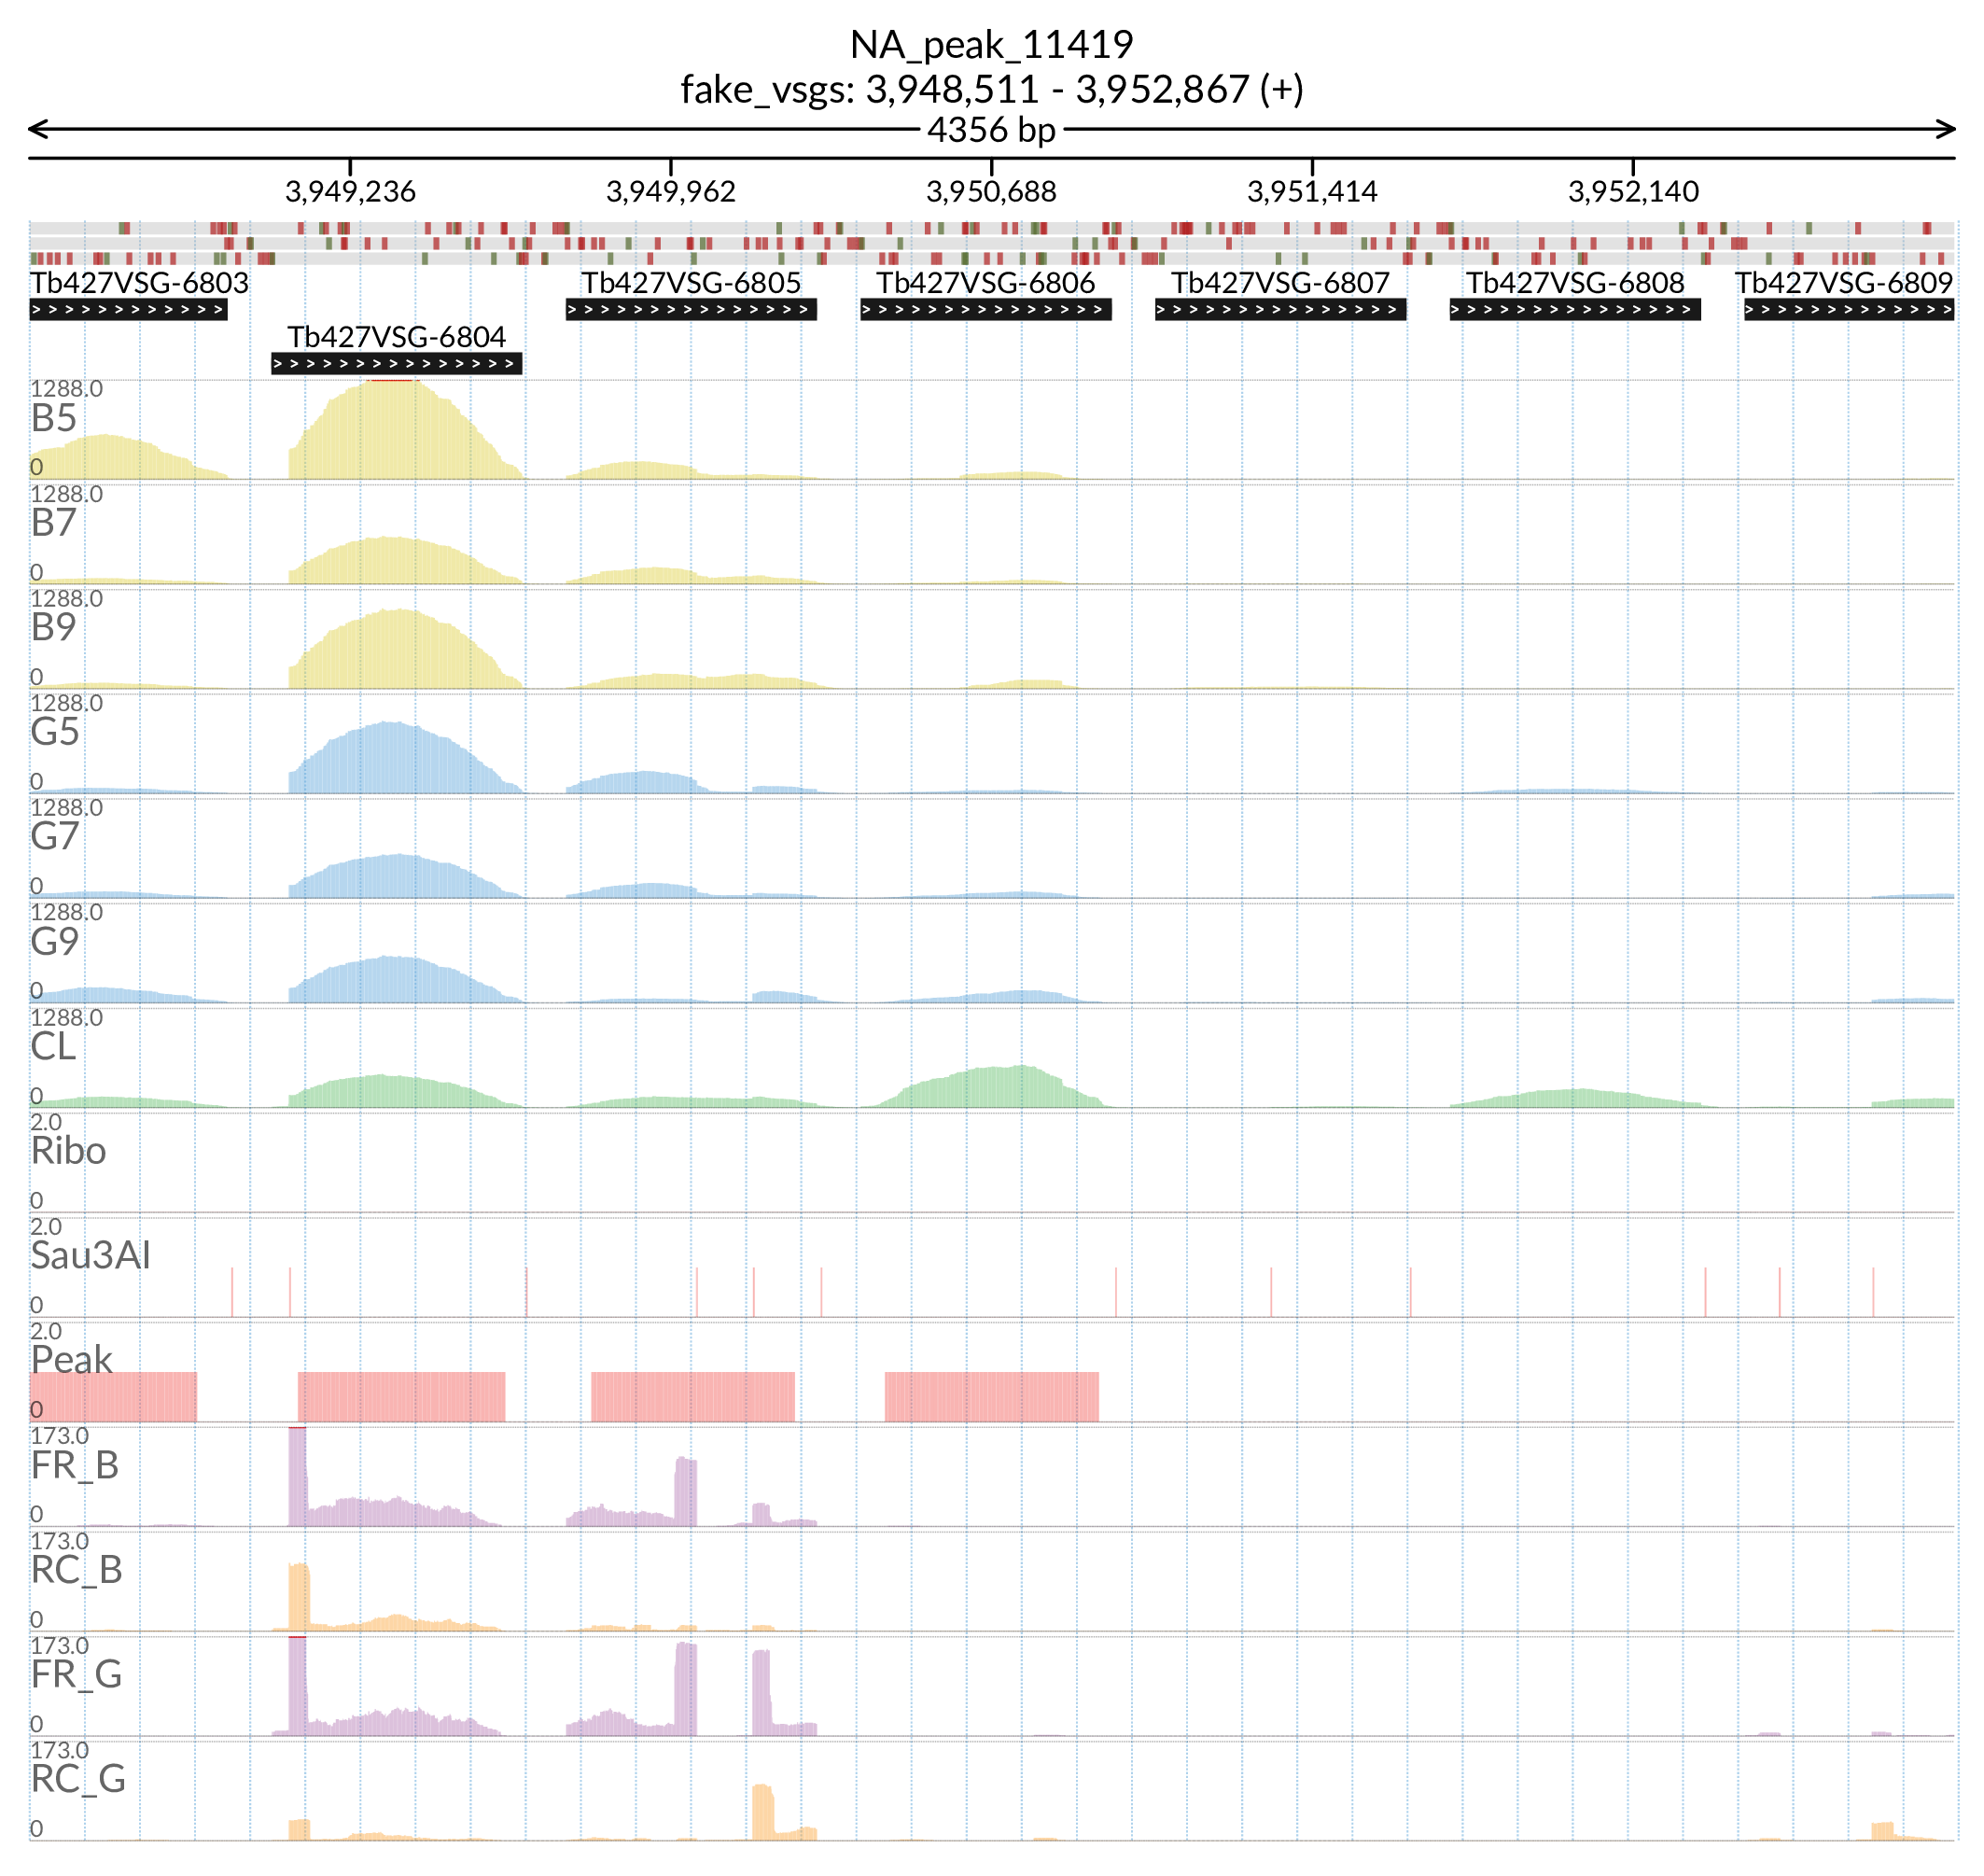 NA_peak_11419
fake_vsgs: 3,948,511 - 3,952,867 (+)
4356 bp
3,949,236 3,949,962 3,950,688 3,951,414 3,952,140
Tb427VSG-6803 Tb427VSG-6805 Tb427VSG-6806 Tb427VSG-6807 Tb427VSG-6808 Tb427VSG-6809
Tb427VSG-6804
1288.0
B5
0
1288.0
B7
0
1288.0
B9
0
1288.0
G5
0
1288.0
G7
0
1288.0
G9
0
1288.0
CL
0
2.0
Ribo
0
2.0
Sau3AI
0
2.0
Peak
0
173.0
FR_B
0
173.0
RC_B
0
173.0
FR_G
0
173.0
RC_G
0